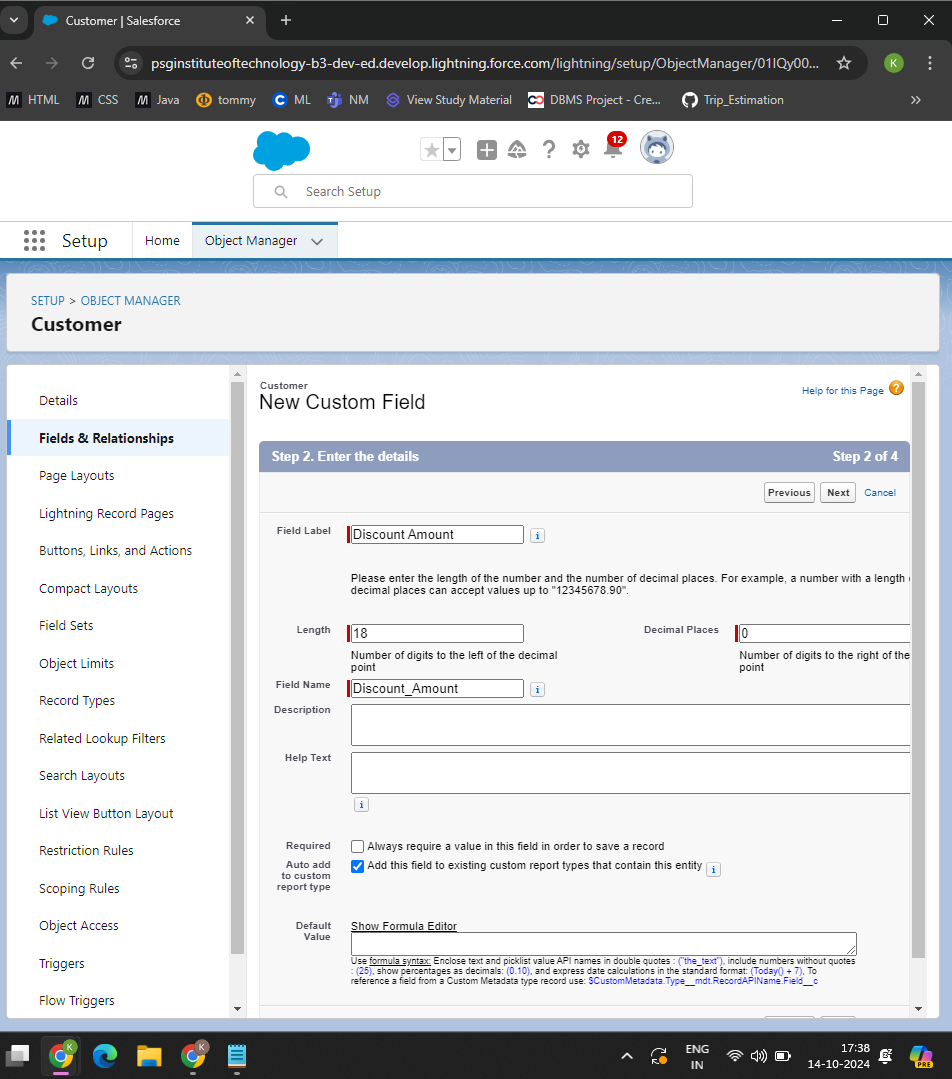 Customer | Salesforce
psginstituteoftechnology-b3-dev-ed.develop.lightning.force.com/lightning/setup/ObjectManager/01IQy00...
K
HTML CSS Java tommy ML NM View Study Material DBMS Project - Cre... Trip_Estimation
12
Search Setup
Setup Home Object Manager
SETUP > OBJECT MANAGER
Customer
Details
Fields & Relationships
Page Layouts
Lightning Record Pages
Buttons, Links, and Actions
Compact Layouts
Field Sets
Object Limits
Record Types
Related Lookup Filters
Search Layouts
List View Button Layout
Restriction Rules
Scoping Rules
Object Access
Triggers
Flow Triggers
Customer
New Custom Field
Help for this Page ?
Step 2. Enter the details Step 2 of 4
Previous Next Cancel
Field Label Discount Amount i
Please enter the length of the number and the number of decimal places. For example, a number with a length
decimal places can accept values up to "12345678.90".
Length 18 Decimal Places 0
Number of digits to the left of the decimal
point
Number of digits to the right of the
point
Field Name Discount_Amount i
Description
Help Text
i
Required Always require a value in this field in order to save a record
Auto add
to custom
report type
Add this field to existing custom report types that contain this entity i
Default
Value
Show Formula Editor
Use formula syntax: Enclose text and picklist value API names in double quotes : ("the_text"), include numbers without quotes
: (25), show percentages as decimals: (0.10), and express date calculations in the standard format: (Today() + 7). To
reference a field from a Custom Metadata type record use: $CustomMetadata.Type__mdt.RecordAPIName.Field__c
K
K
ENG
IN
17:38
14-10-2024
PRE